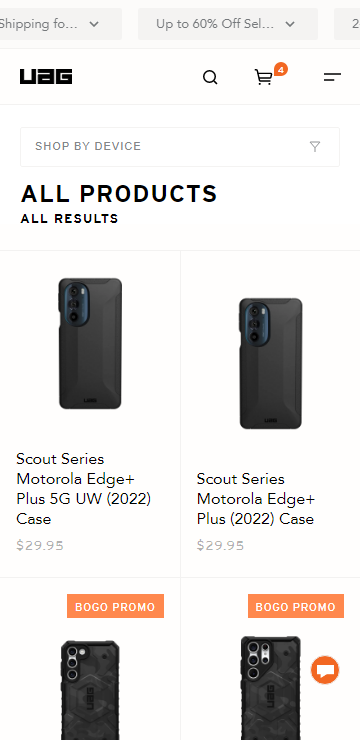 Shipping fo...
Up to 60% Off Sel...
2
UAG
4
SHOP BY DEVICE
ALL PRODUCTS
ALL RESULTS
Scout Series
Motorola Edge+
Plus 5G UW (2022)
Case
$29.95
Scout Series
Motorola Edge+
Plus (2022) Case
$29.95
BOGO PROMO
BOGO PROMO
UAG
UAG